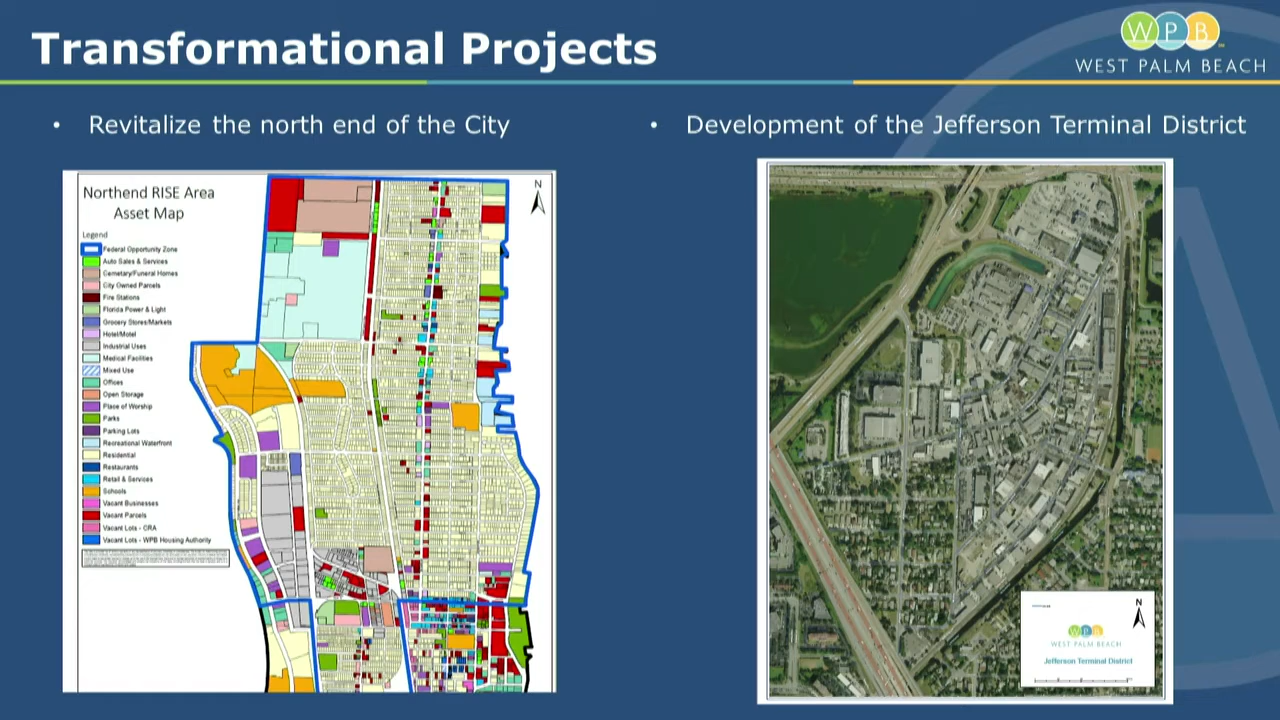 Transformational Projects
WPB
WEST PALM BEACH
• Revitalize the north end of the City
• Development of the Jefferson Terminal District
Northend RISE Area
Asset Map
N
Legend
Federal Opportunity Zone
Auto Sales & Services
Cemetary/Funeral Homes
City Owned Parcels
Fire Stations
Florida Power & Light
Grocery Stores/Markets
Hotel/Motel
Industrial Uses
Medical Facilities
Mixed Use
Offices
Open Storage
Place of Worship
Parks
Parking Lots
Recreational Waterfront
Residential
Restaurants
Retail & Services
Schools
Vacant Businesses
Vacant Parcels
Vacant Lots - CRA
Vacant Lots - WPB Housing Authority
N
WPB
WEST PALM BEACH
Jefferson Terminal District